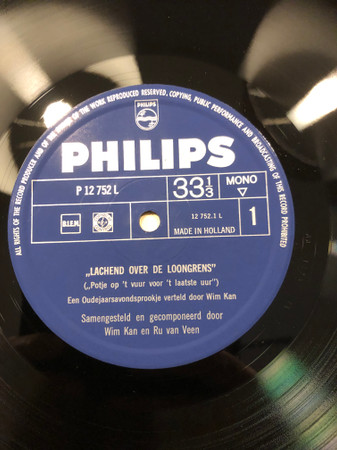 ALL RIGHTS OF THE RECORD PRODUCER AND OF THE OWNER OF THE WORK REPRODUCED RESERVED, COPYING, PUBLIC PERFORMANCE AND BROADCASTING OF THIS RECORD PROHIBITED
PHILIPS
PHILIPS
P 12 752 L
33 1/3
MONO
▽
B.I.E.M.
12 752.1 L
MADE IN HOLLAND
1
„LACHEND OVER DE LOONGRENS"
(„Potje op 't vuur voor 't laatste uur")
Een Oudejaarsavondsprookje verteld door Wim Kan
Samengesteld en gecomponeerd door
Wim Kan en Ru van Veen